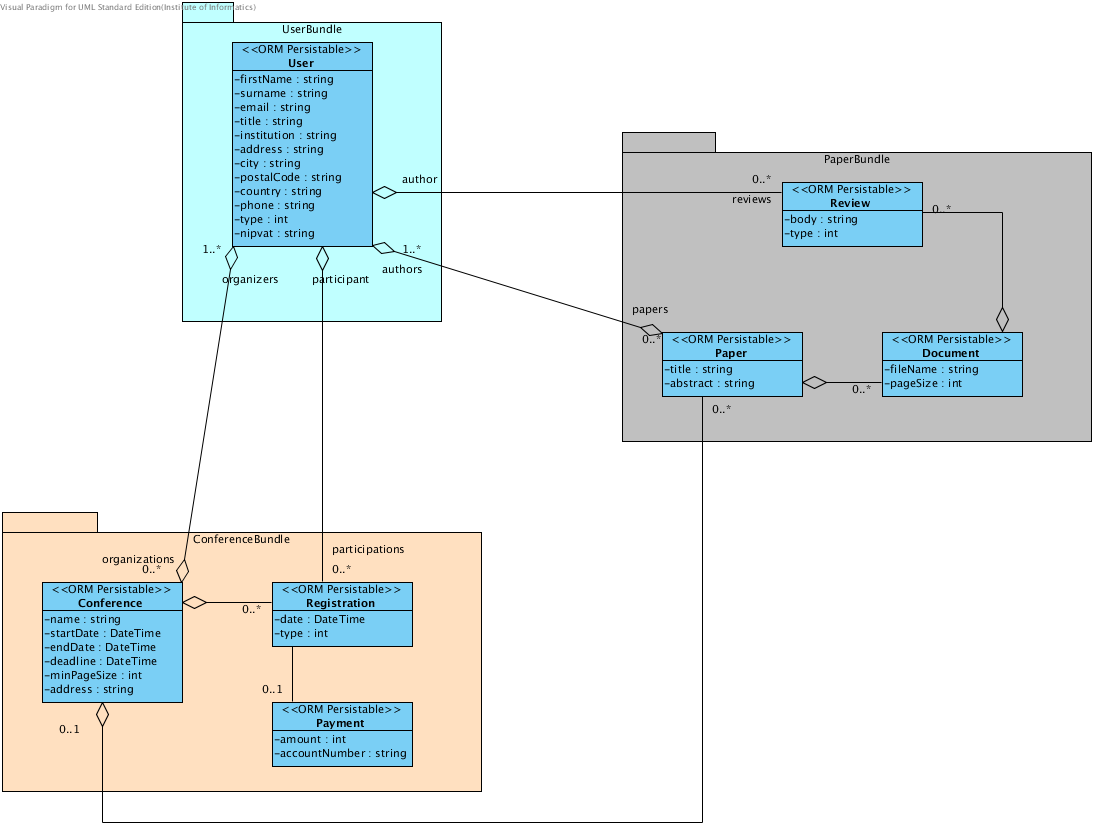 Visual Paradigm for UML Standard Edition(Institute of Informatics)
UserBundle
<<ORM Persistable>>
User
-firstName : string
-surname : string
-email : string
-title : string
-institution : string
-address : string
-city : string
-postalCode : string
-country : string
-phone : string
-type : int
-nipvat : string
author
1..*
organizers
participant
1..*
authors
PaperBundle
0..*
reviews
<<ORM Persistable>>
Review
-body : string
-type : int
0..*
papers
0..*
<<ORM Persistable>>
Paper
-title : string
-abstract : string
0..*
<<ORM Persistable>>
Document
-fileName : string
-pageSize : int
0..*
ConferenceBundle
organizations
0..*
participations
0..*
<<ORM Persistable>>
Conference
-name : string
-startDate : DateTime
-endDate : DateTime
-deadline : DateTime
-minPageSize : int
-address : string
0..*
<<ORM Persistable>>
Registration
-date : DateTime
-type : int
0..1
<<ORM Persistable>>
Payment
-amount : int
-accountNumber : string
0..1